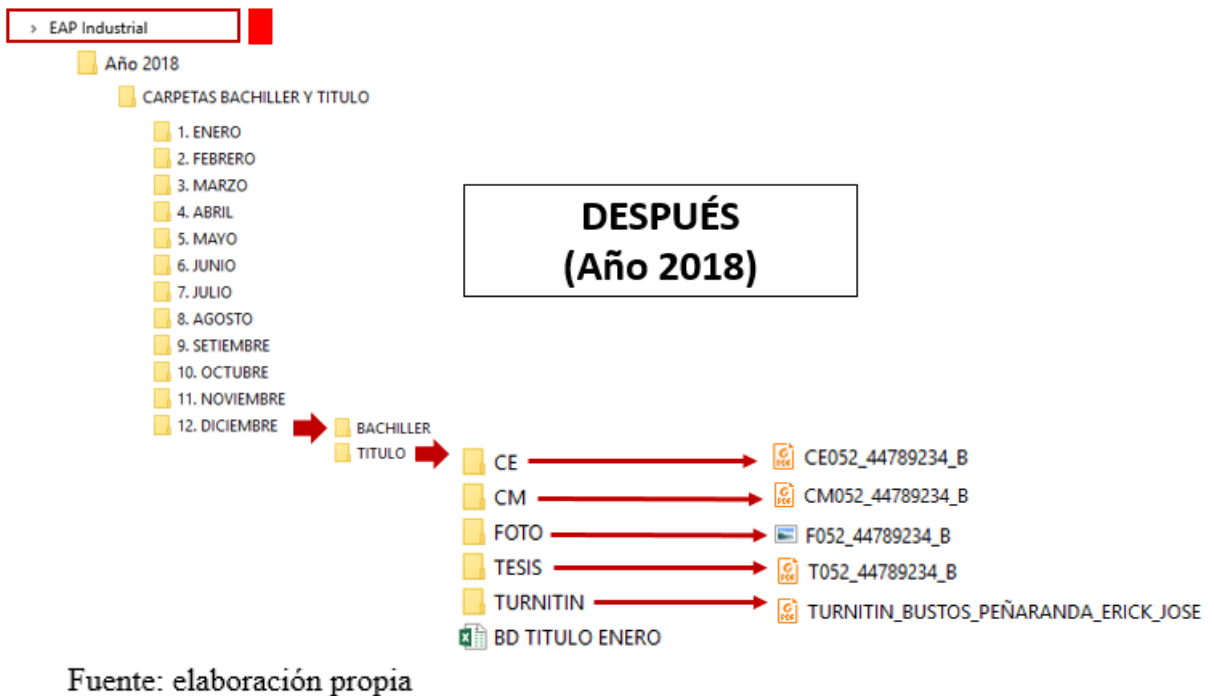 > EAP Industrial
Año 2018
CARPETAS BACHILLER Y TITULO
1. ENERO
2. FEBRERO
3. MARZO
4. ABRIL
5. MAYO
6. JUNIO
7. JULIO
8. AGOSTO
9. SETIEMBRE
10. OCTUBRE
11. NOVIEMBRE
12. DICIEMBRE
DESPUÉS
(Año 2018)
BACHILLER
TITULO
CE
CM
FOTO
TESIS
TURNITIN
BD TITULO ENERO
CE052_44789234_B
CM052_44789234_B
F052_44789234_B
T052_44789234_B
TURNITIN_BUSTOS_PEÑARANDA_ERICK_JOSE
Fuente: elaboración propia